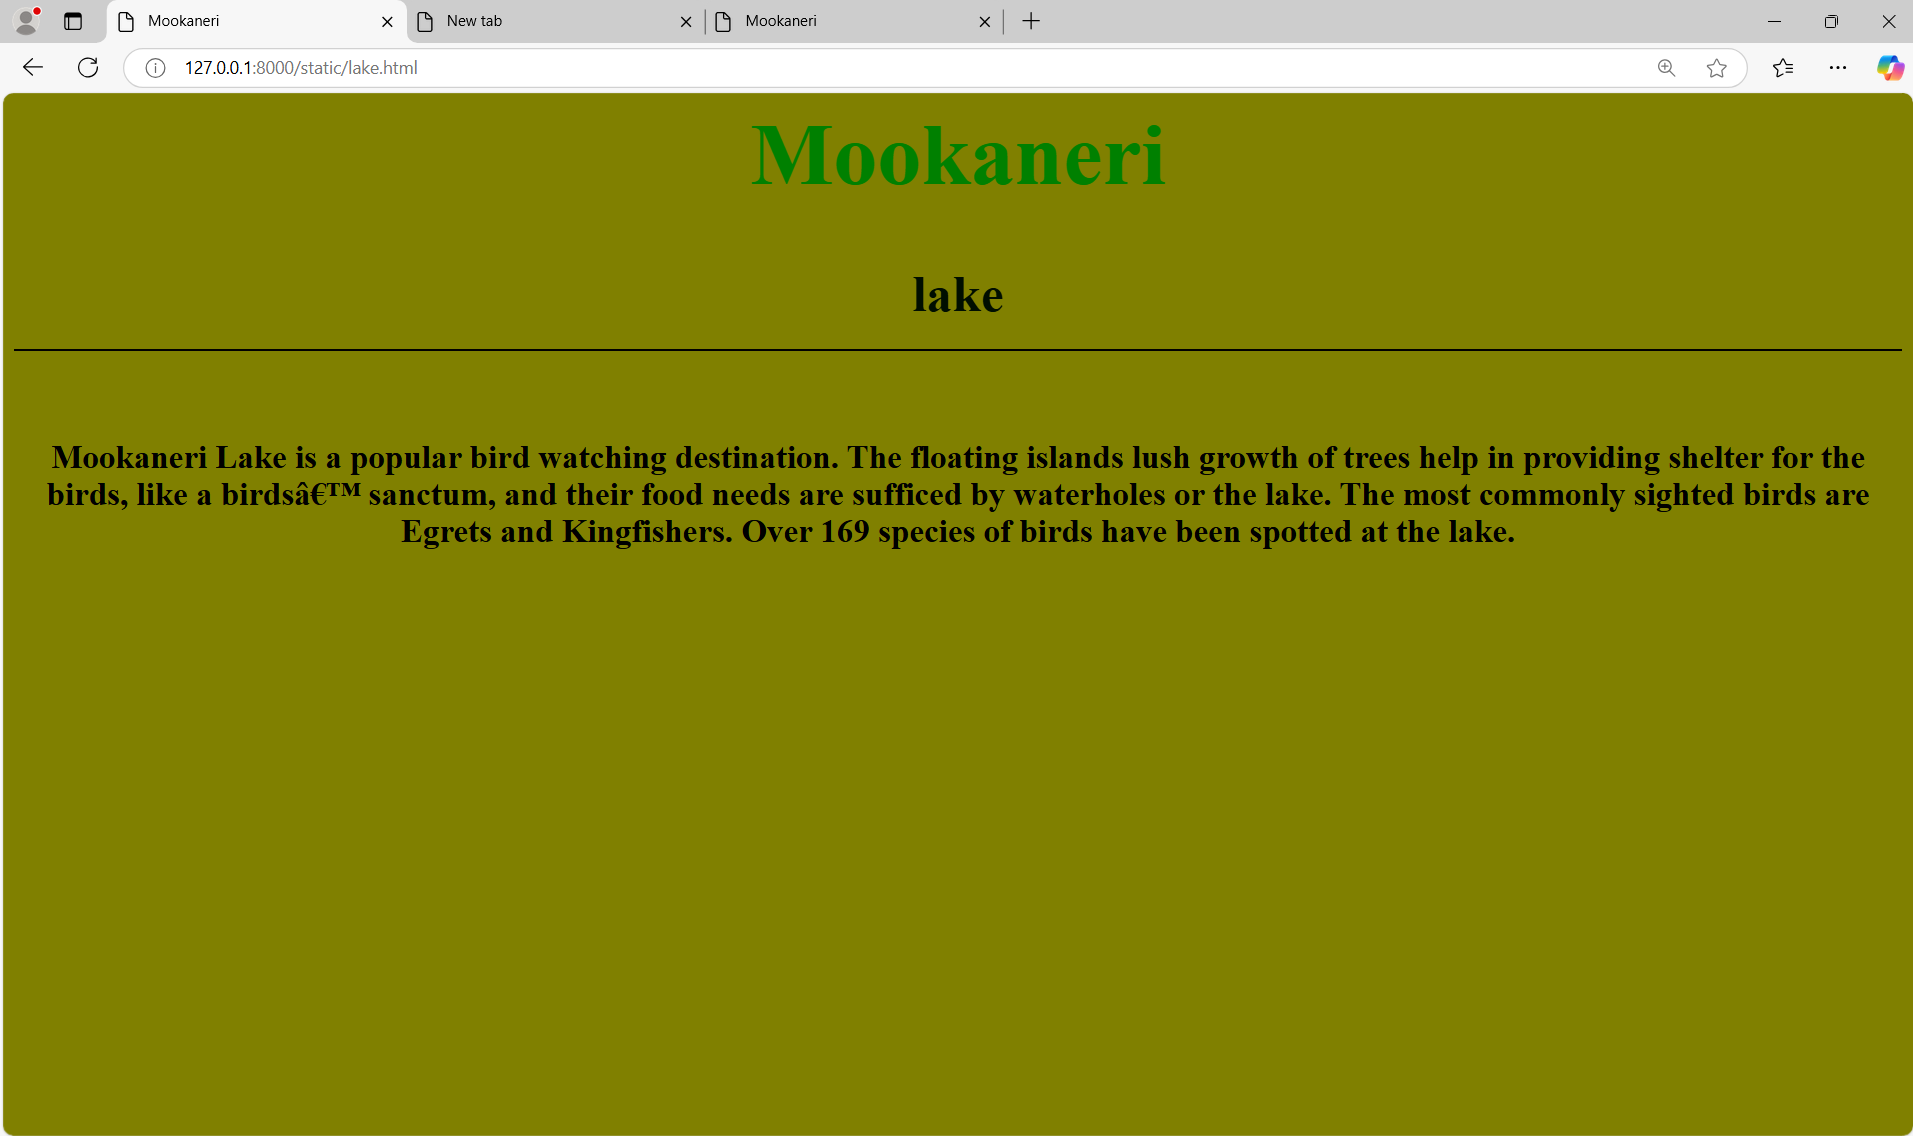 Mookaneri
New tab
Mookaneri
127.0.0.1:8000/static/lake.html
Mookaneri
lake
Mookaneri Lake is a popular bird watching destination. The floating islands lush growth of trees help in providing shelter for the
birds, like a birdsâ€™ sanctum, and their food needs are sufficed by waterholes or the lake. The most commonly sighted birds are
Egrets and Kingfishers. Over 169 species of birds have been spotted at the lake.